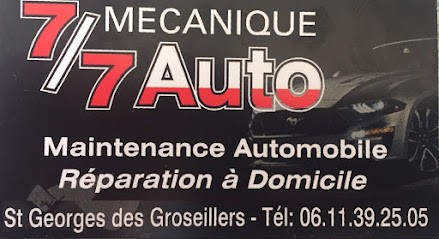 7/7 MECANIQUE
Auto
Maintenance Automobile
Réparation à Domicile
St Georges des Groseillers - Tél: 06.11.39.25.05